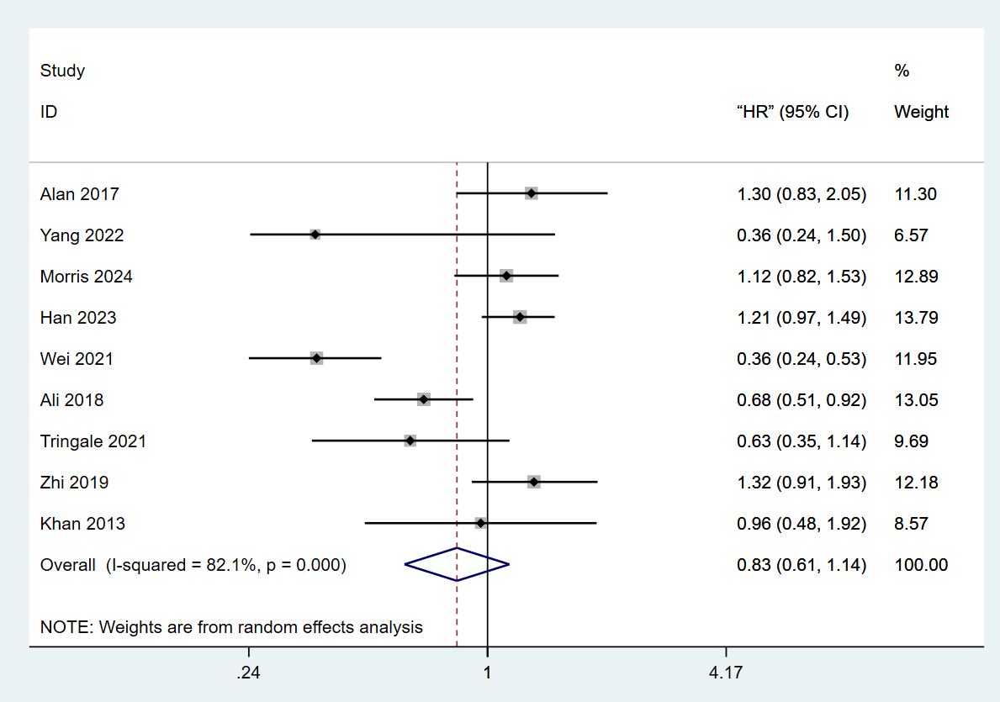 Study %
ID “HR” (95% CI) Weight
Alan 2017 1.30 (0.83, 2.05) 11.30
Yang 2022 0.36 (0.24, 1.50) 6.57
Morris 2024 1.12 (0.82, 1.53) 12.89
Han 2023 1.21 (0.97, 1.49) 13.79
Wei 2021 0.36 (0.24, 0.53) 11.95
Ali 2018 0.68 (0.51, 0.92) 13.05
Tringale 2021 0.63 (0.35, 1.14) 9.69
Zhi 2019 1.32 (0.91, 1.93) 12.18
Khan 2013 0.96 (0.48, 1.92) 8.57
Overall (I-squared = 82.1%, p = 0.000) 0.83 (0.61, 1.14) 100.00
NOTE: Weights are from random effects analysis
.24 1 4.17